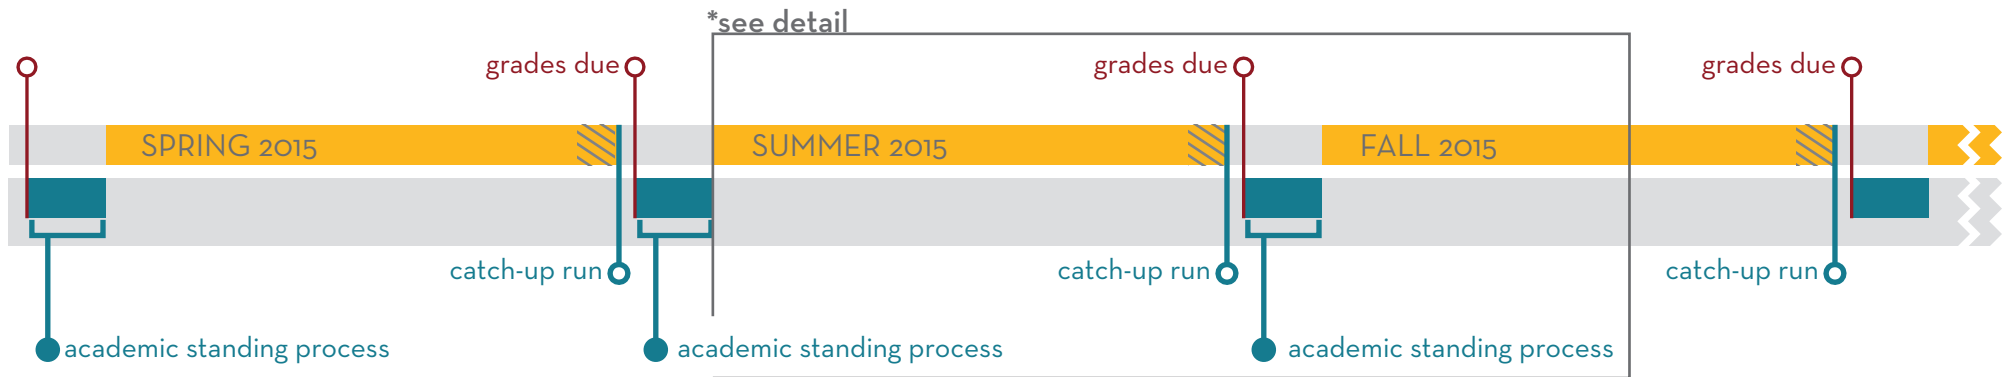 *see detail
grades due
grades due
grades due
SPRING 2015
SUMMER 2015
FALL 2015
catch-up run
catch-up run
catch-up run
academic standing process
academic standing process
academic standing process